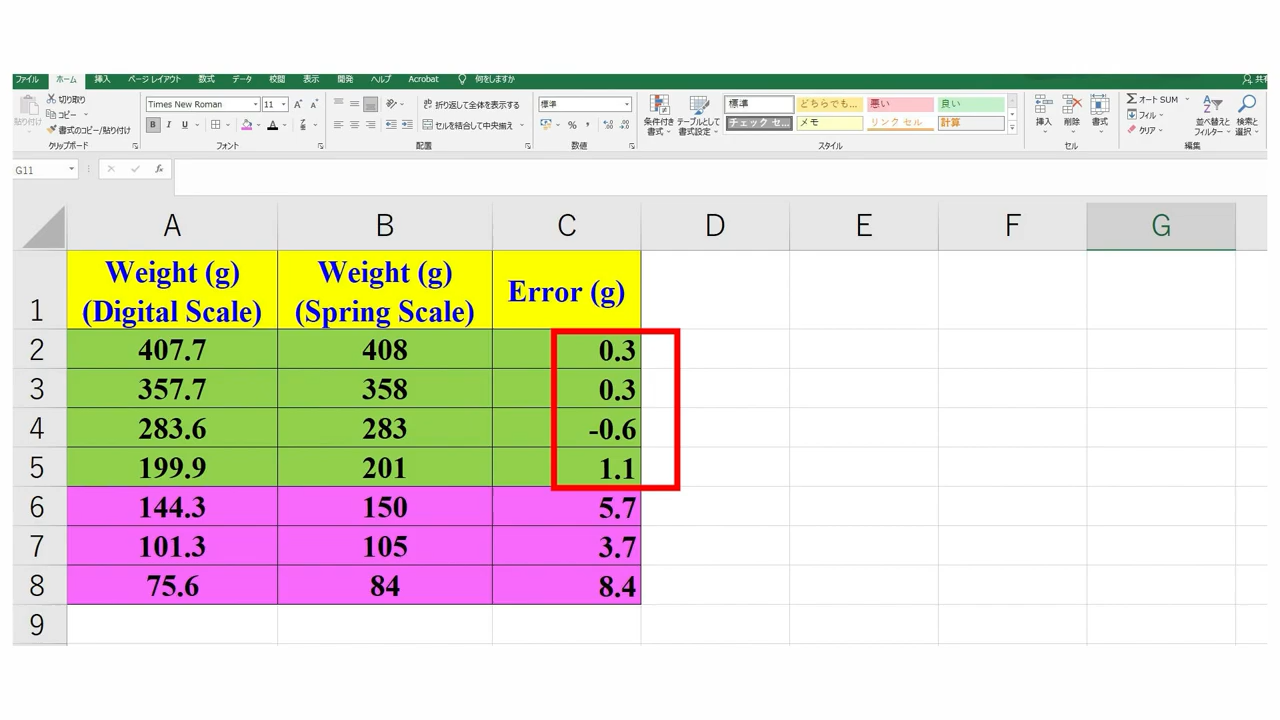 ファイル ホーム 挿入 ページ レイアウト 数式 データ 校閲 表示 開発 ヘルプ Acrobat 何をしますか 共有
貼り付け 切り取り コピー 書式のコピー/貼り付け
クリップボード
Times New Roman 11
B I U
フォント
折り返して全体を表示する
セルを結合して中央揃え
配置
標準
%
数値
条件付き書式 テーブルとして書式設定
標準 どちらでも... 悪い 良い
チェック セ... メモ リンク セル 計算
スタイル
挿入 削除 書式
セル
Σ オート SUM
フィル
クリア
並べ替えと フィルター 検索と 選択
編集
G11 fx
A B C D E F G
1 Weight (g) (Digital Scale) Weight (g) (Spring Scale) Error (g)
2 407.7 408 0.3
3 357.7 358 0.3
4 283.6 283 -0.6
5 199.9 201 1.1
6 144.3 150 5.7
7 101.3 105 3.7
8 75.6 84 8.4
9